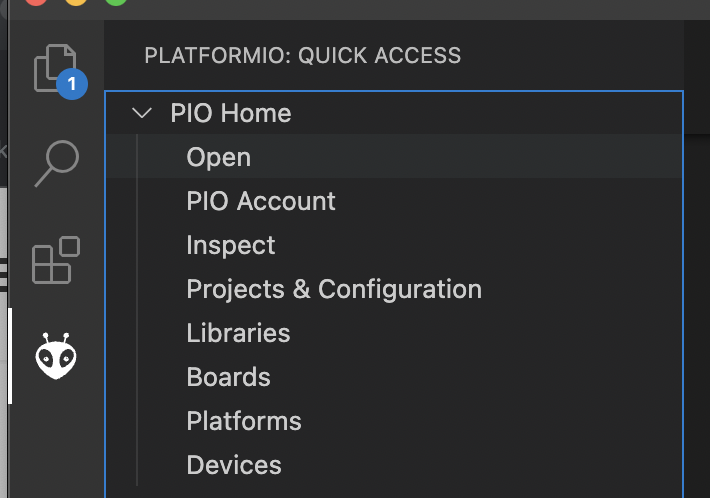 PLATFORMIO: QUICK ACCESS
1
PIO Home
Open
PIO Account
Inspect
Projects & Configuration
Libraries
Boards
Platforms
Devices